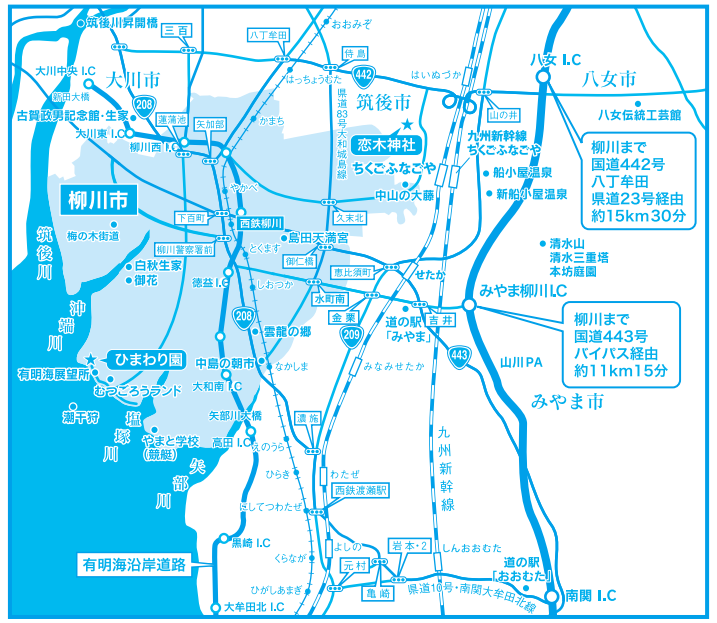 筑後川昇開橋
三百
八丁牟田
おおみぞ
侍島
八女 I.C
大川中央 I.C
大川市
はっちょうむた
442
はいぬづか
八女市
新田大橋
208
筑後市
古賀政男記念館・生家
蓮蒲池
県道83号大和城島線
山の井
八女伝統工芸館
大川東 I.C
矢加部
かまち
恋木神社
九州新幹線
ちくごふなごや
柳川西 I.C
ちくごふなごや
柳川まで
国道442号
八丁牟田
県道23号経由
約15km30分
船小屋温泉
やかべ
中山の大藤
新船小屋温泉
柳川市
下百町
西鉄柳川
久末北
梅の木街道
島田天満宮
筑後川
柳川警察署前
とくます
御仁橋
清水山
清水三重塔
本坊庭園
白秋生家
御花
徳益 I.C
恵比須町
せたか
しおつか
水町南
みやま柳川I.C
沖端川
208
金栗
道の駅
「みやま」
吉井
柳川まで
国道443号
バイパス経由
約11km15分
雲龍の郷
209
443
ひまわり園
中島の朝市
なかしま
みなみせたか
山川PA
有明海展望所
むつごろうランド
大和南 I.C
みやま市
潮干狩
塩塚川
矢部川大橋
濃施
やまと学校
(競艇)
高田 I.C
えのうら
九州新幹線
矢部川
ひらき
わたぜ
にしてつわたぜ
西鉄渡瀬駅
黒崎 I.C
くらなが
よしの
岩本・2
しんおおむた
有明海沿岸道路
元村
道の駅
「おおむた」
ひがしあまぎ
亀崎
県道10号・南関大牟田北線
南関 I.C
大牟田北 I.C